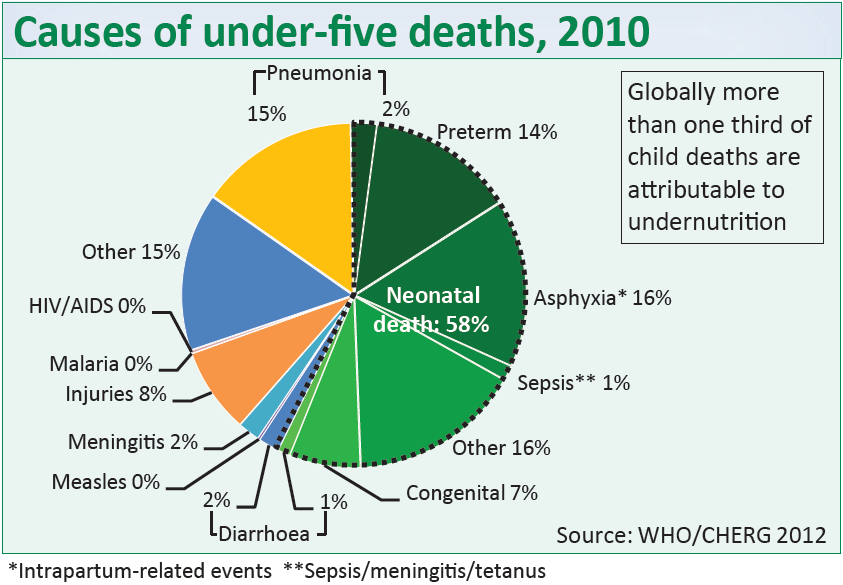 Causes of under-five deaths, 2010
Pneumonia
15%
2%
Globally more
than one third of
child deaths are
attributable to
undernutrition
Preterm 14%
Other 15%
Neonatal
death: 58%
Asphyxia* 16%
HIV/AIDS 0%
Malaria 0%
Injuries 8%
Sepsis** 1%
Meningitis 2%
Other 16%
Measles 0%
Congenital 7%
2%
1%
Diarrhoea
Source: WHO/CHERG 2012
*Intrapartum-related events **Sepsis/meningitis/tetanus